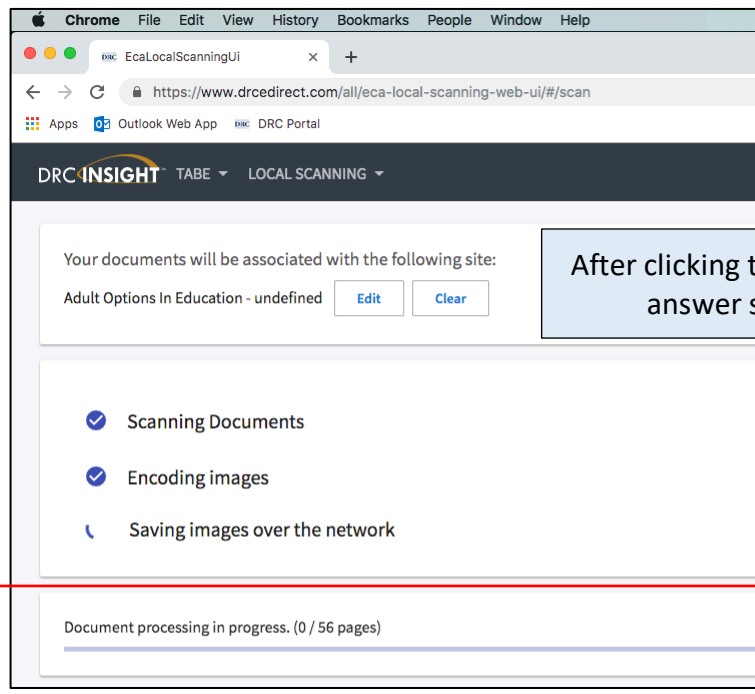 Chrome File Edit View History Bookmarks People Window Help
DRC EcaLocalScanningUi × +
https://www.drcedirect.com/all/eca-local-scanning-web-ui/#/scan
Apps Outlook Web App DRC DRC Portal
DRC INSIGHT TABE LOCAL SCANNING
Your documents will be associated with the following site:
Adult Options In Education - undefined Edit Clear
After clicking t
answer s
Scanning Documents
Encoding images
Saving images over the network
Document processing in progress. (0 / 56 pages)